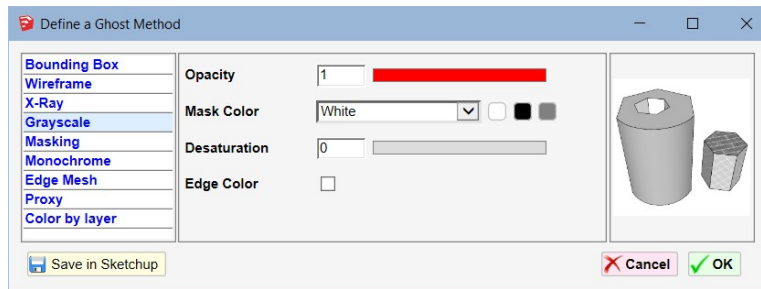 Define a Ghost Method
Bounding Box
Wireframe
X-Ray
Grayscale
Masking
Monochrome
Edge Mesh
Proxy
Color by layer
Opacity 1
Mask Color White
Desaturation 0
Edge Color
Save in Sketchup
Cancel
OK